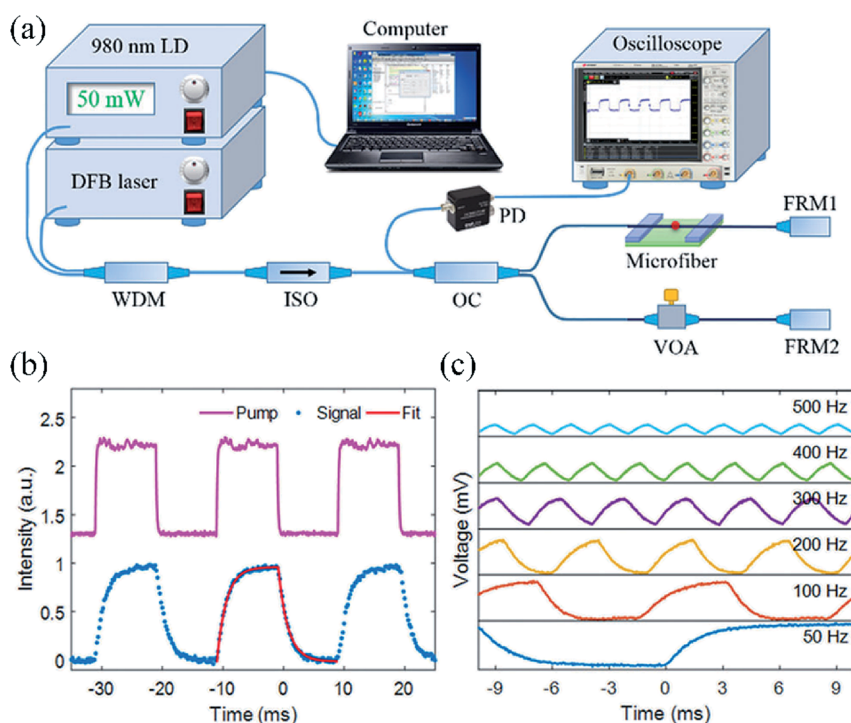 (a)
980 nm LD
50 mW
DFB laser
Computer
Oscilloscope
PD
FRM1
Microfiber
WDM
ISO
OC
VOA
FRM2
(b)
Pump Signal Fit
2.5
2
1.5
1
0.5
0
Intensity (a.u.)
-30 -20 -10 0 10 20
Time (ms)
(c)
500 Hz
400 Hz
300 Hz
200 Hz
100 Hz
50 Hz
Voltage (mV)
-9 -6 -3 0 3 6 9
Time (ms)